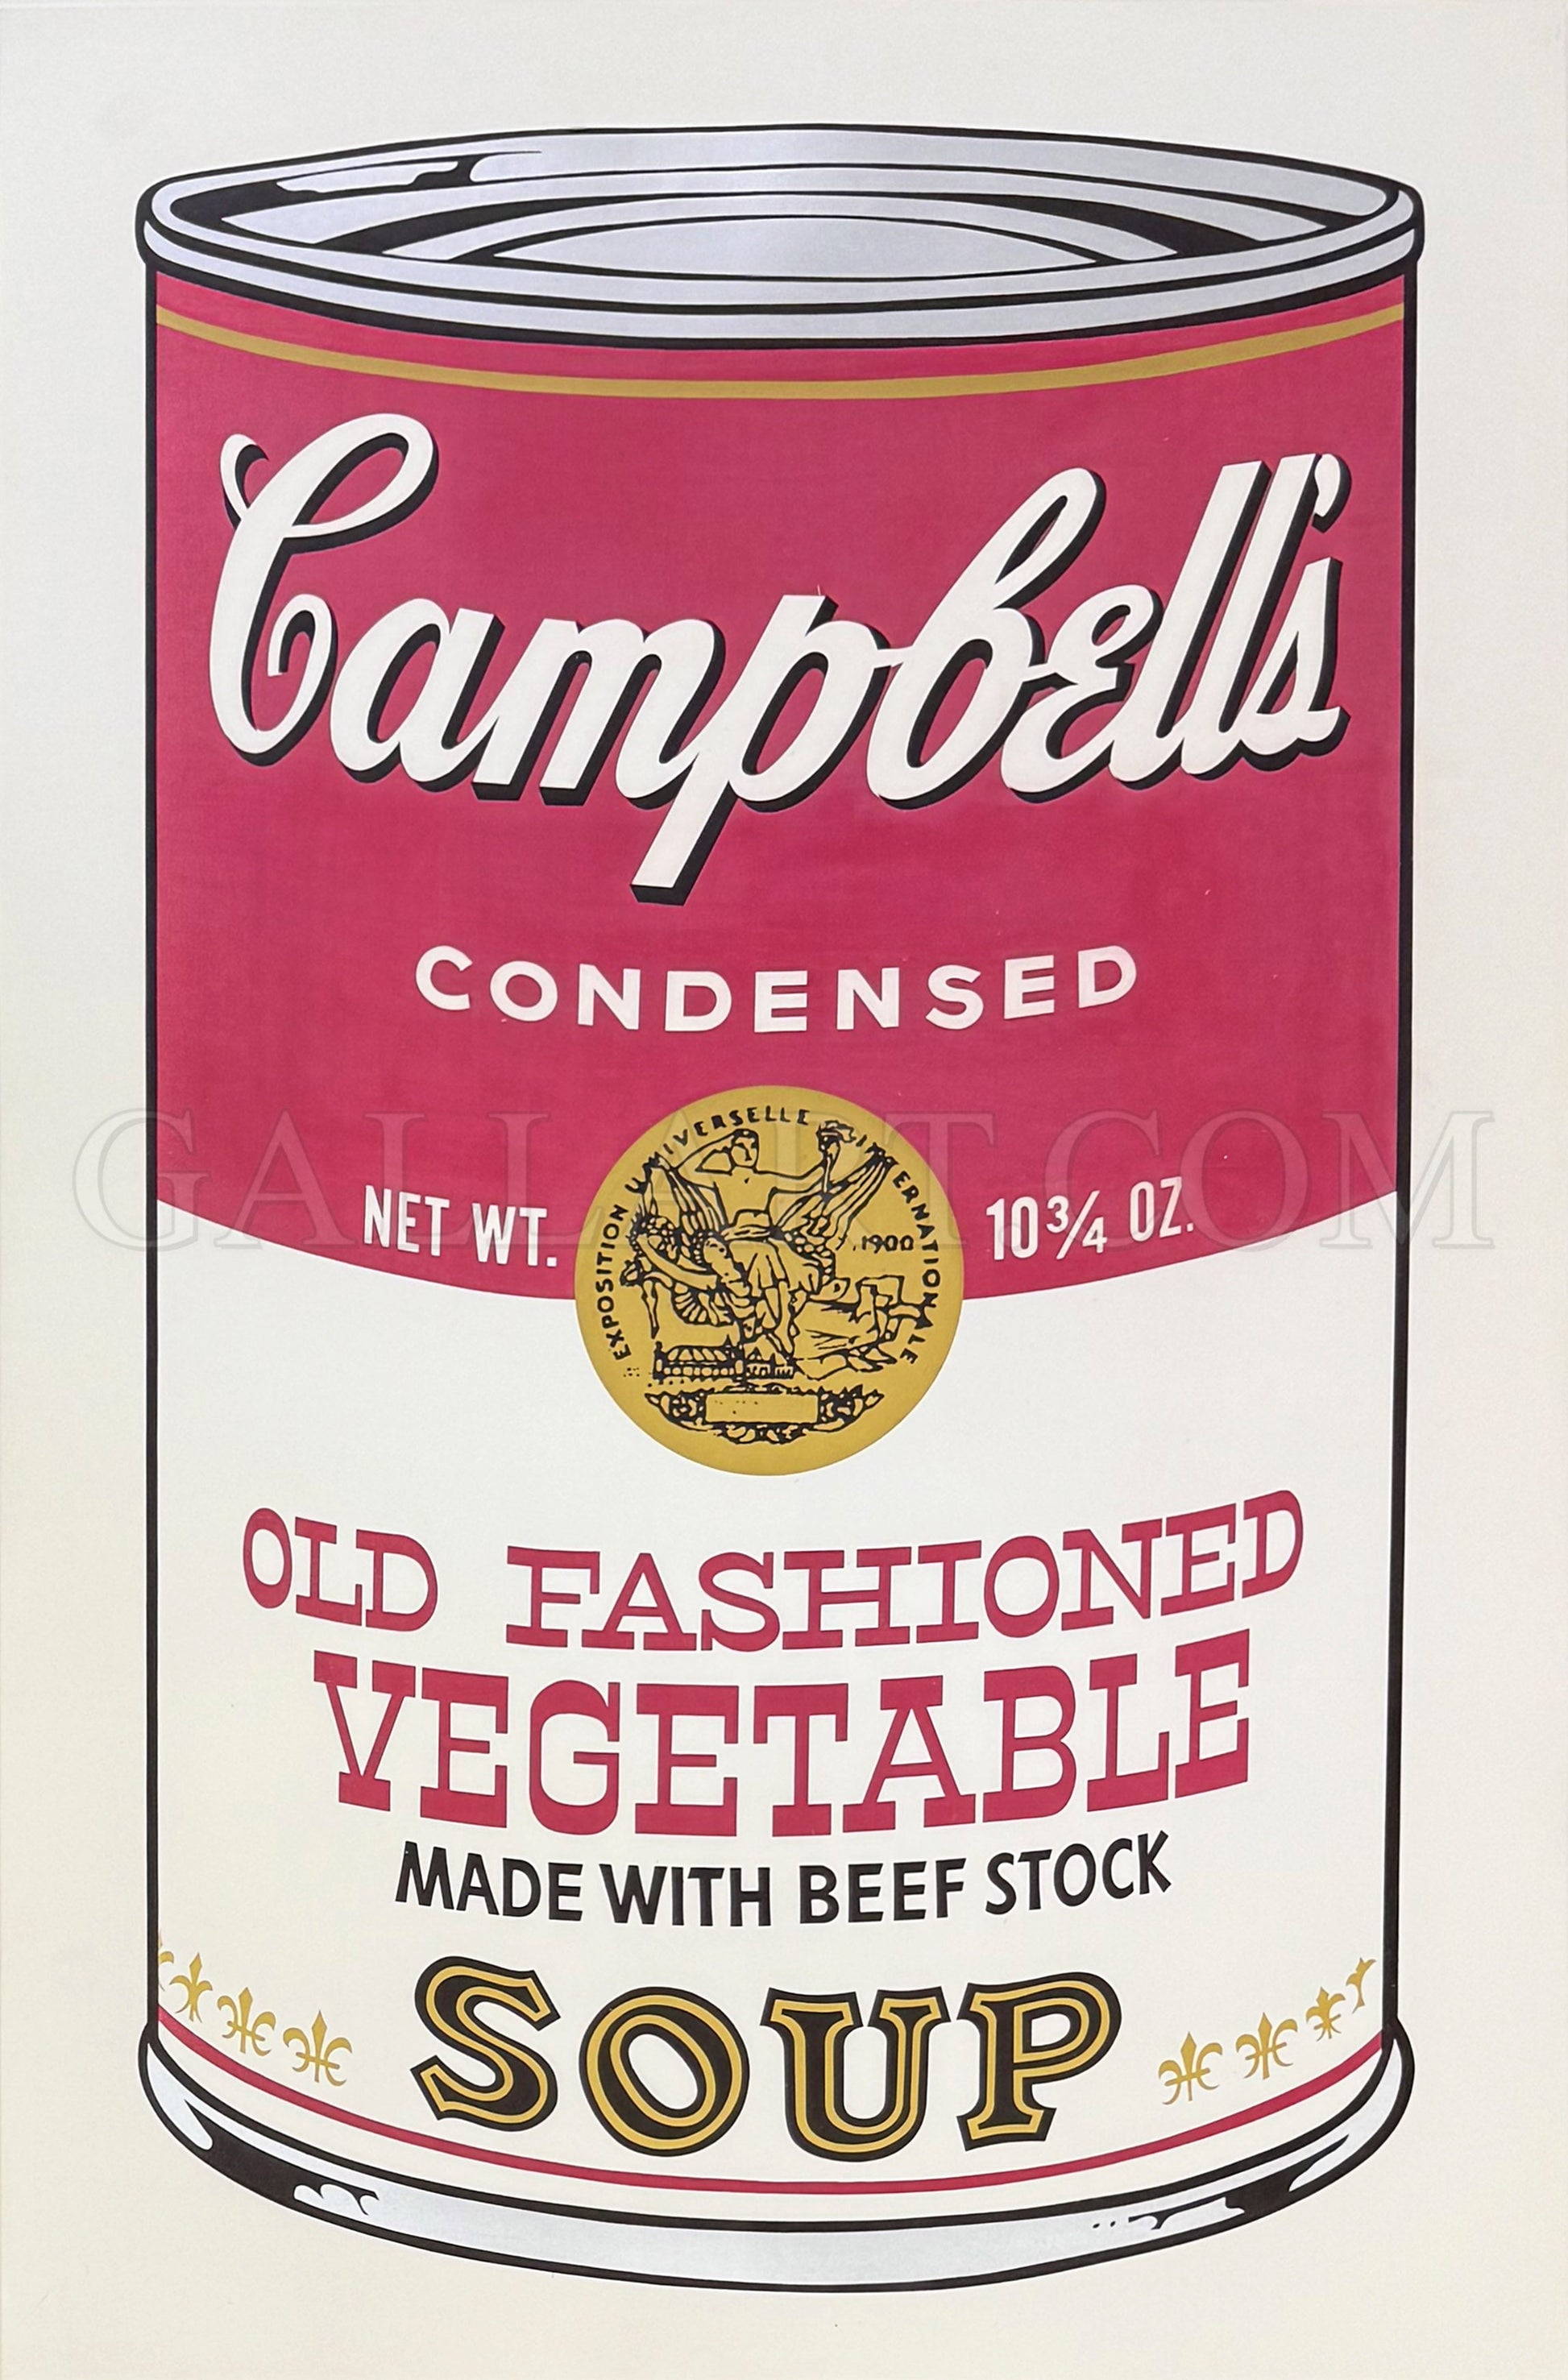 Campbell's
CONDENSED
EXPOSITION UNIVERSELLE INTERNATIONALE
1900
GALLART.COM
NET WT. 10¾ OZ.
OLD FASHIONED
VEGETABLE
MADE WITH BEEF STOCK
SOUP